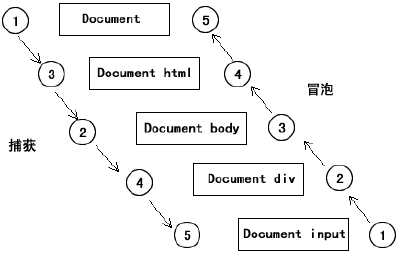 1 Document 5
3 Document html 4 冒泡
2 Document body 3
捕获
4 Document div 2
5 Document input 1